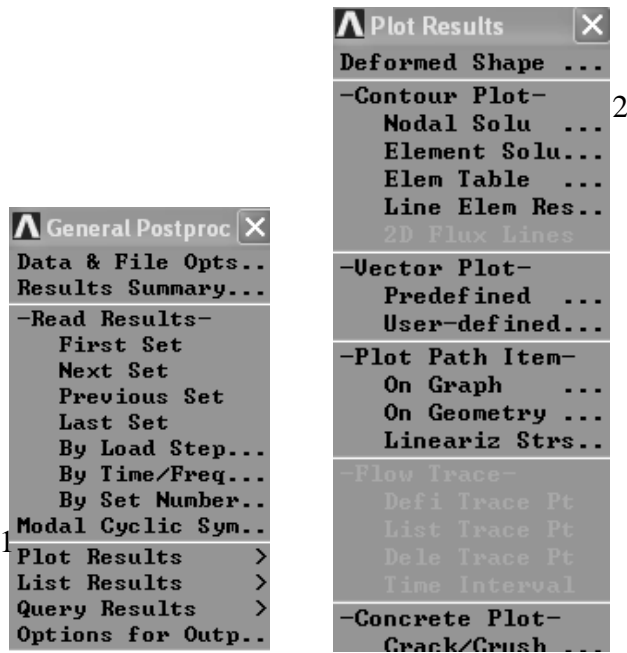 General Postproc
Data & File Opts..
Results Summary...
-Read Results-
First Set
Next Set
Previous Set
Last Set
By Load Step...
By Time/Freq...
By Set Number..
Modal Cyclic Sym..
1
Plot Results >
List Results >
Query Results >
Options for Outp..
Plot Results
Deformed Shape ...
-Contour Plot-
2
Nodal Solu ...
Element Solu...
Elem Table ...
Line Elem Res..
2D Flux Lines
-Vector Plot-
Predefined ...
User-defined...
-Plot Path Item-
On Graph ...
On Geometry ...
Lineariz Strs..
-Flow Trace-
Defi Trace Pt
List Trace Pt
Dele Trace Pt
Time Interval
-Concrete Plot-
Crack/Crush ...